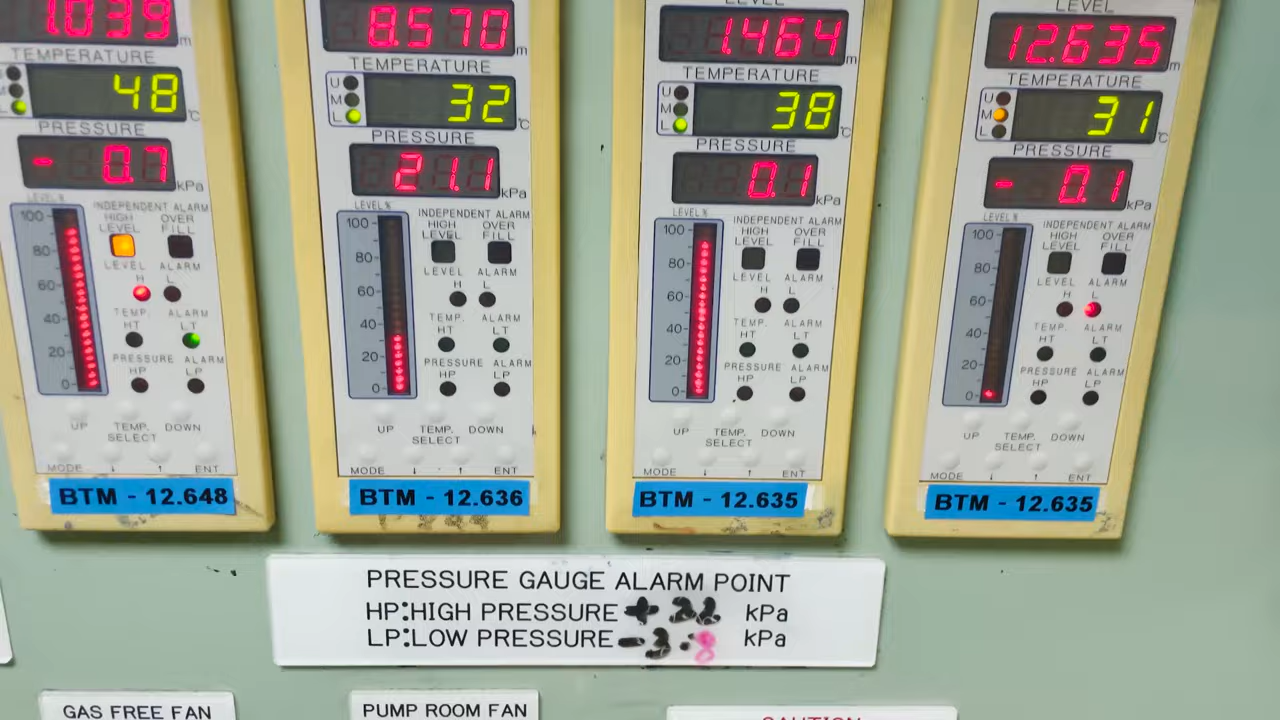 1.039 m
TEMPERATURE
M
L
48 °C
PRESSURE
- 0.7 kPa
LEVEL %
100
80
60
40
20
0
INDEPENDENT ALARM
HIGH LEVEL
OVER FILL
LEVEL ALARM
H L
TEMP.
HT LT
PRESSURE ALARM
HP LP
UP TEMP. SELECT DOWN
MODE ↓ ↑ ENT
BTM - 12.648
8.570 m
TEMPERATURE
U
M
L
32 °C
PRESSURE
21.1 kPa
LEVEL %
100
80
60
40
20
0
INDEPENDENT ALARM
HIGH LEVEL
OVER FILL
LEVEL ALARM
H L
TEMP.
HT LT
PRESSURE ALARM
HP LP
UP TEMP. SELECT DOWN
MODE ↓ ↑ ENT
BTM - 12.636
LEVEL
1.464 m
TEMPERATURE
U
M
L
38 °C
PRESSURE
0.1 kPa
LEVEL %
100
80
60
40
20
0
INDEPENDENT ALARM
HIGH LEVEL
OVER FILL
LEVEL ALARM
H L
TEMP. ALARM
HT LT
PRESSURE ALARM
HP LP
UP TEMP. SELECT DOWN
MODE ↓ ↑ ENT
BTM - 12.635
LEVEL
12.635 m
TEMPERATURE
U
M
L
31 °C
PRESSURE
- 0.1 kPa
LEVEL %
100
80
60
40
20
0
INDEPENDENT ALARM
HIGH LEVEL
OVER FILL
LEVEL ALARM
H L
TEMP. ALARM
HT LT
PRESSURE ALARM
HP LP
UP TEMP. SELECT DOWN
MODE ↓ ↑ ENT
BTM - 12.635
PRESSURE GAUGE ALARM POINT
HP:HIGH PRESSURE + 22 kPa
LP:LOW PRESSURE -3.8 kPa
GAS FREE FAN
PUMP ROOM FAN
CAUTION